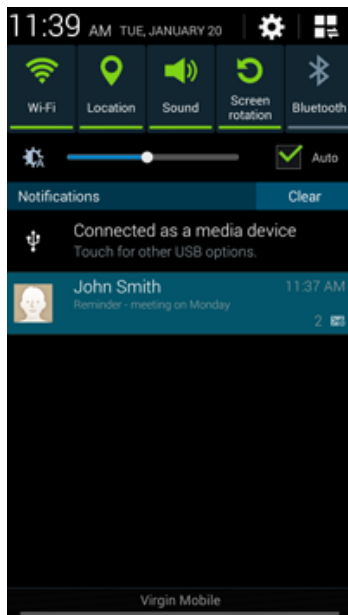 11:39 AM TUE, JANUARY 20
Wi-Fi Location Sound Screen rotation Bluetooth
Auto
Notifications Clear
Connected as a media device
Touch for other USB options.
John Smith 11:37 AM
Reminder - meeting on Monday
2
Virgin Mobile